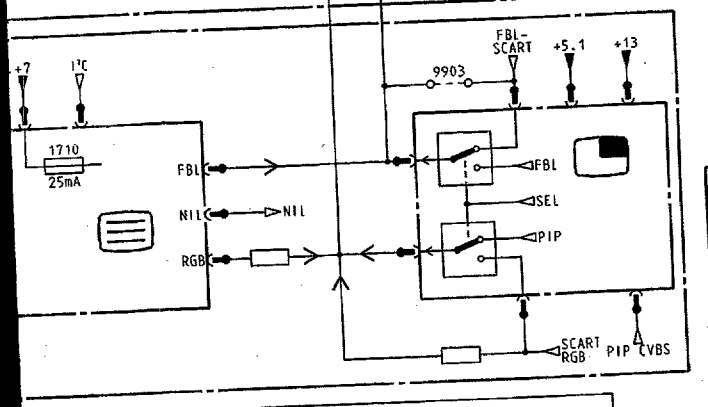 FBL-
SCART
+5.1
+13
+7
I²C
9903
1710
25mA
FBL
FBL
NIL
NIL
SEL
PIP
RGB
SCART
RGB
PIP CVBS